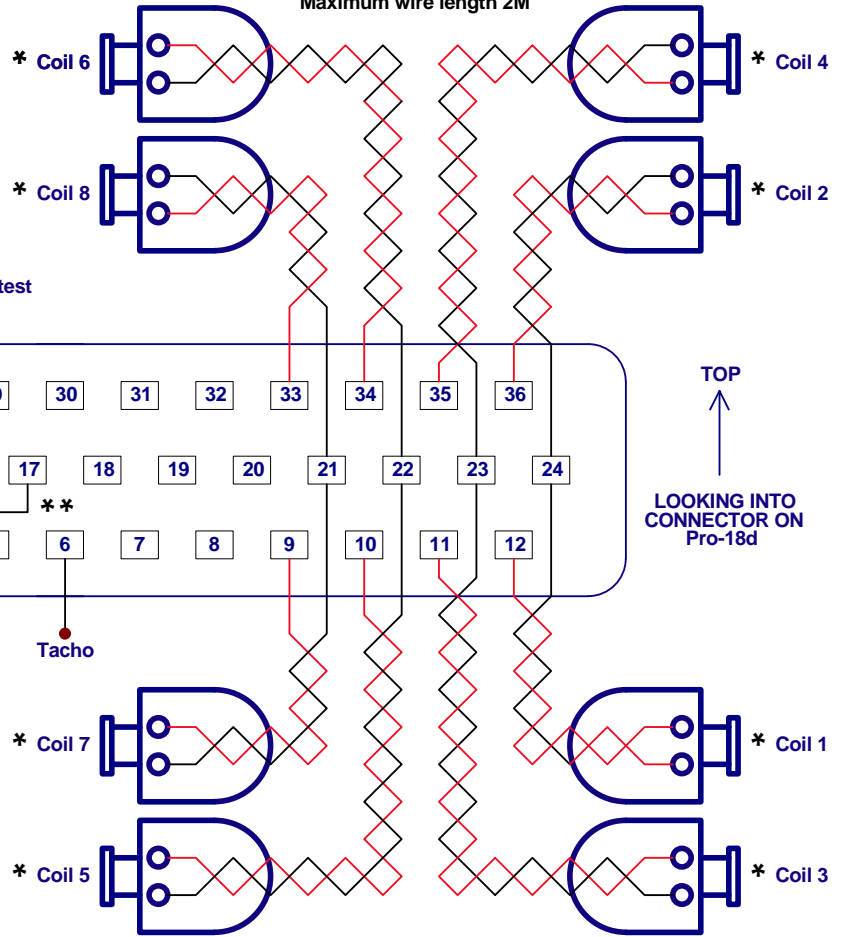 Maximum wire length 2M
* Coil 6
* Coil 4
* Coil 8
* Coil 2
test
30 31 32 33 34 35 36
TOP
17 18 19 20 21 22 23 24
**
LOOKING INTO
CONNECTOR ON
Pro-18d
6 7 8 9 10 11 12
Tacho
* Coil 7
* Coil 1
* Coil 5
* Coil 3